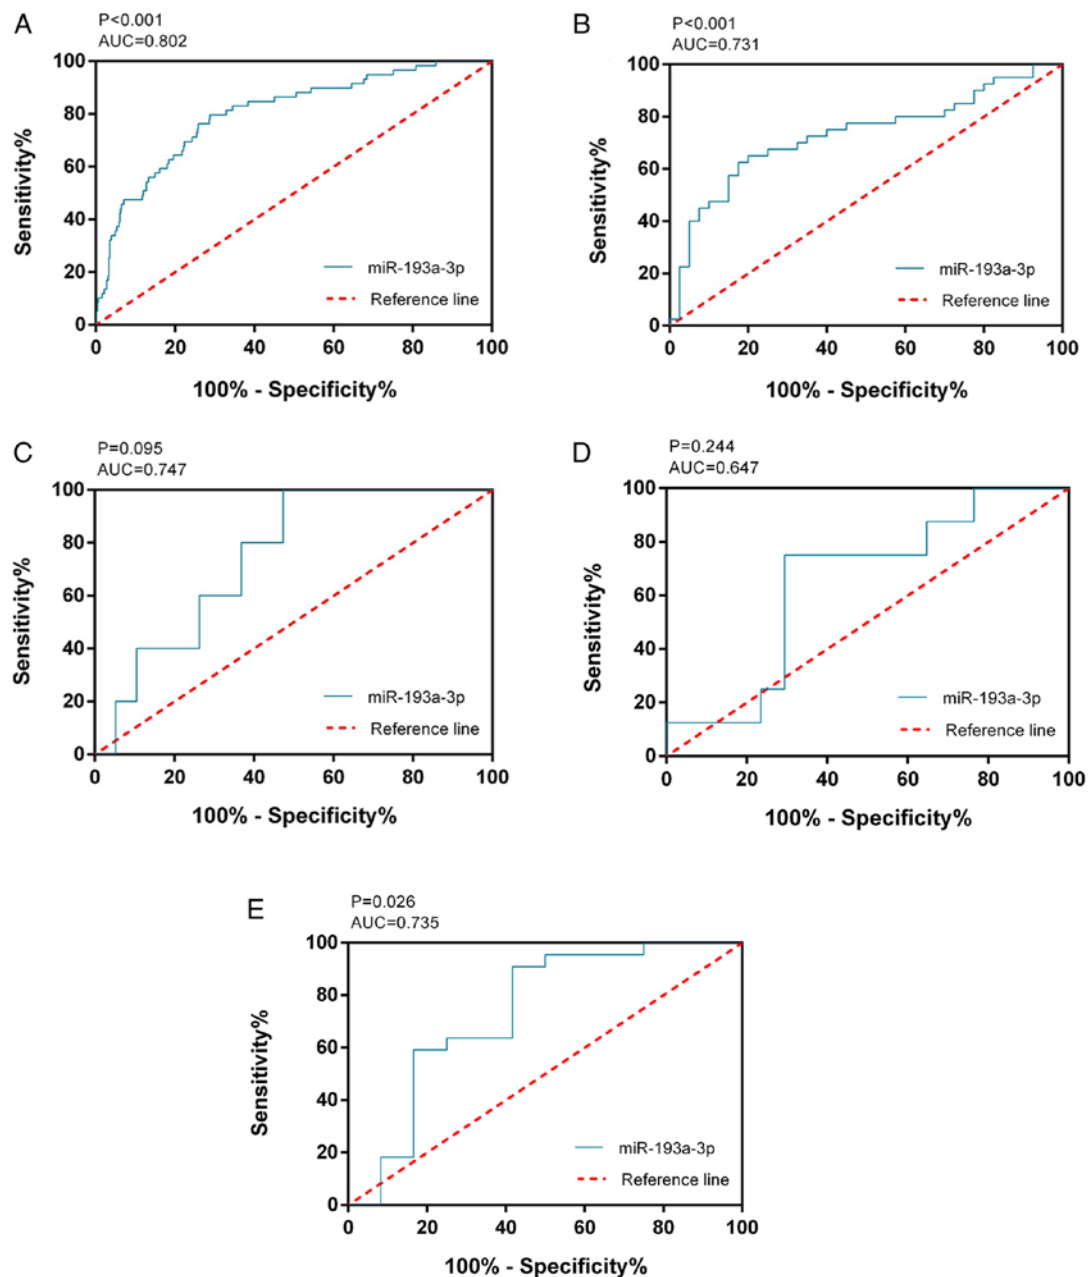 A
P<0.001
AUC=0.802
100
80
60
40
20
0
Sensitivity%
miR-193a-3p
Reference line
0 20 40 60 80 100
100% - Specificity%
B
P<0.001
AUC=0.731
100
80
60
40
20
0
Sensitivity%
miR-193a-3p
Reference line
0 20 40 60 80 100
100% - Specificity%
C
P=0.095
AUC=0.747
100
80
60
40
20
0
Sensitivity%
miR-193a-3p
Reference line
0 20 40 60 80 100
100% - Specificity%
D
P=0.244
AUC=0.647
100
80
60
40
20
0
Sensitivity%
miR-193a-3p
Reference line
0 20 40 60 80 100
100% - Specificity%
E
P=0.026
AUC=0.735
100
80
60
40
20
0
Sensitivity%
miR-193a-3p
Reference line
0 20 40 60 80 100
100% - Specificity%